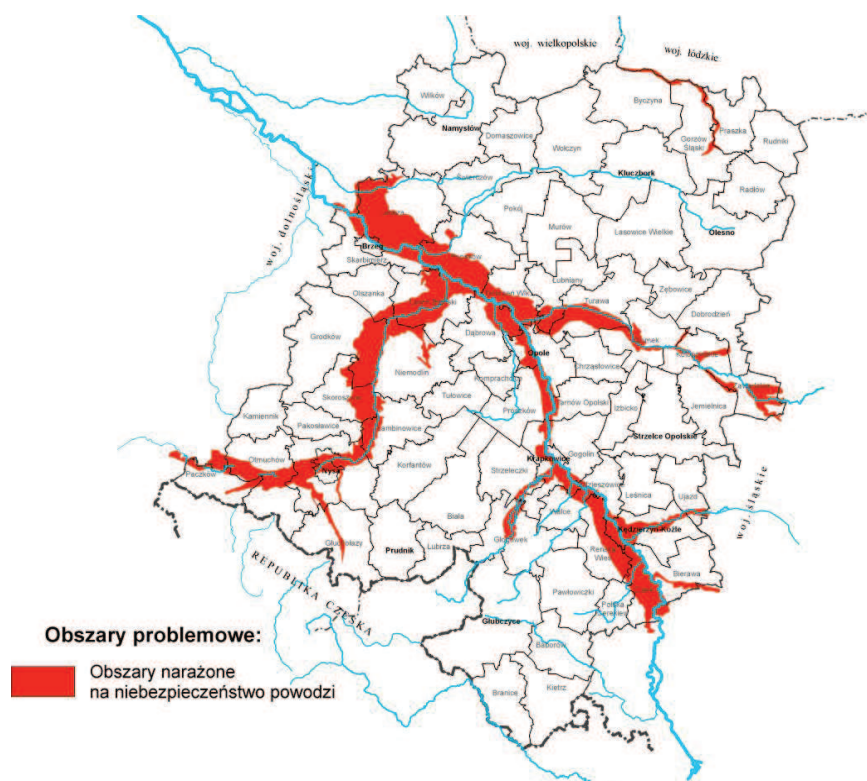 woj. wielkopolskie
woj. łódzkie
Wilków
Byczyna
Namysłów
Domaszowice
Wołczyn
Gorzów
Śląski
Praszka
Rudniki
Świerczów
Kluczbork
Radłów
woj. dolnośląskie
Pokój
Murów
Lasowice Wielkie
Olesno
Brzeg
Skarbimierz
Olszanka
Łubniany
Turawa
Zębowice
Dobrodzień
Grodków
Dąbrowa
Opole
Chrząstowice
Niemodlin
Komprachcice
Skoroszyce
Tułowice
Prószków
Tarnów Opolski
Izbicko
Jemielnica
Kamiennik
Pakosławice
Łambinowice
Strzelce Opolskie
Otmuchów
Nysa
Korfantów
Strzeleczki
Krapkowice
Gogolin
Paczków
Zdzieszowice
Leśnica
Ujazd
woj. śląskie
Biała
Walce
Kędzierzyn-Koźle
Głuchołazy
Prudnik
Lubrza
Głogówek
Bierawa
REPUBLIKA CZESKA
Pawłowiczki
Głubczyce
Baborów
Branice
Kietrz
Obszary problemowe:
Obszary narażone
na niebezpieczeństwo powodzi